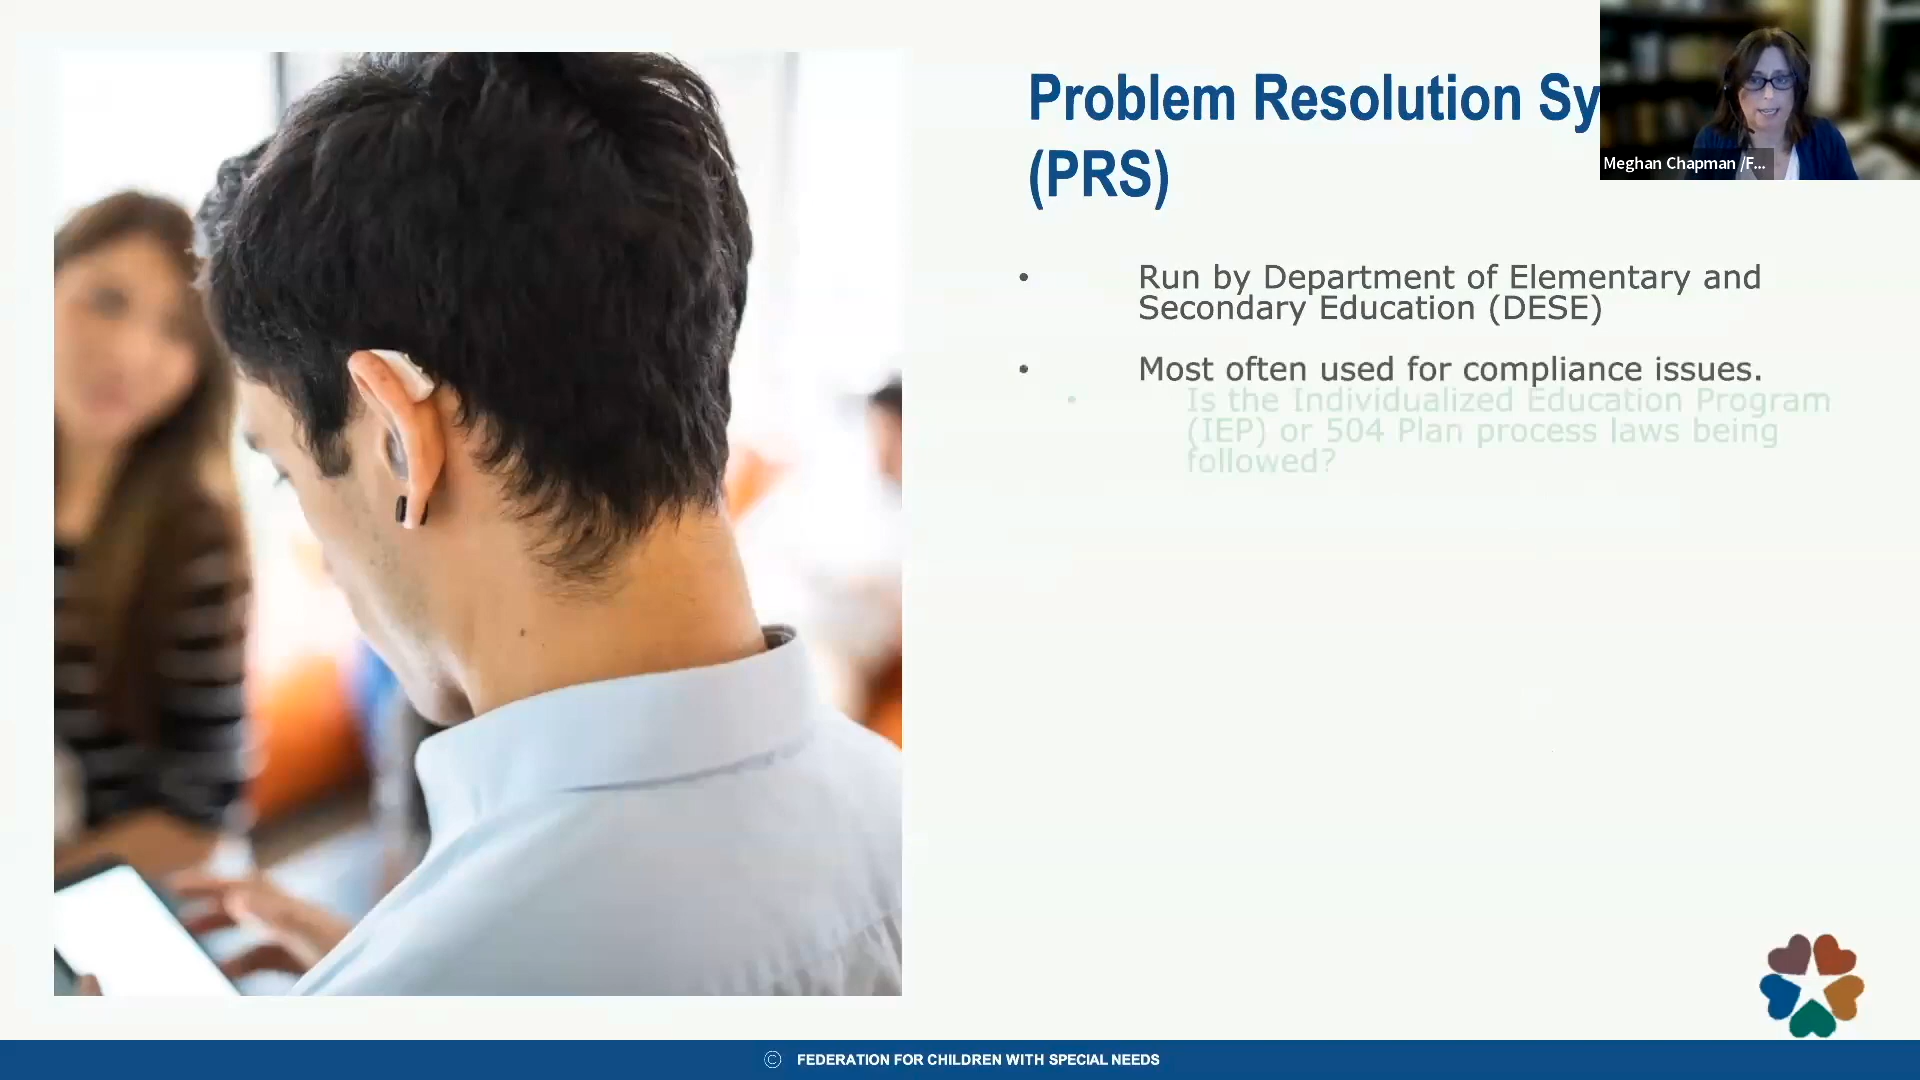 Problem Resolution Sy
(PRS)
Meghan Chapman /F...
• Run by Department of Elementary and
Secondary Education (DESE)
• Most often used for compliance issues.
• Is the Individualized Education Program
(IEP) or 504 Plan process laws being
followed?
© FEDERATION FOR CHILDREN WITH SPECIAL NEEDS